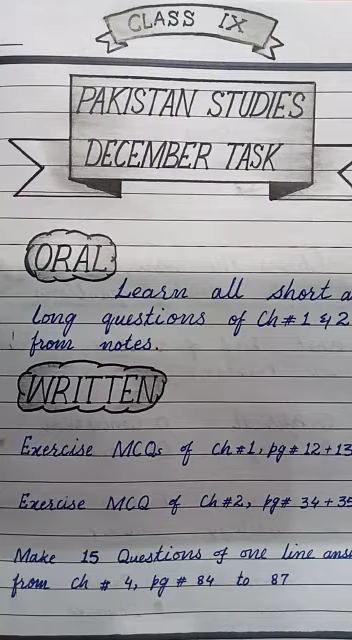 CLASS IX
PAKISTAN STUDIES
DECEMBER TASK
ORAL
Learn all short
long questions of Ch # 1 & 2
from notes.
WRITTEN
Exercise MCQs of ch #1, pg # 12 + 13
Exercise MCQ of Ch #2, pg# 34 + 35
Make 15 Questions of one line
from ch # 4, pg # 84 to 87